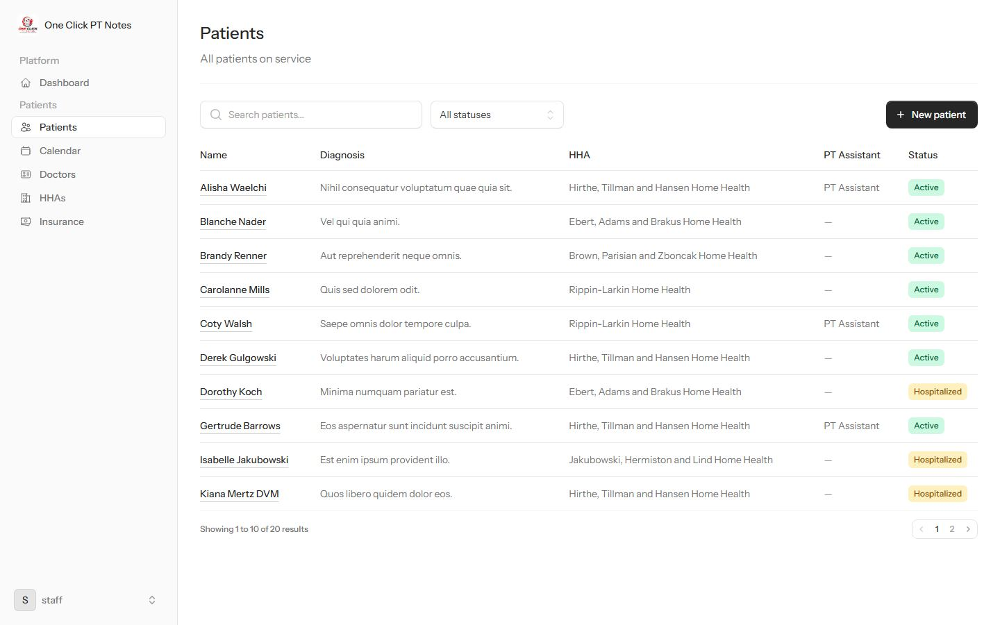 ONE CLICK
One Click PT Notes
Platform
Dashboard
Patients
Patients
Calendar
Doctors
HHAs
Insurance
S
staff
Patients
All patients on service
Search patients...
All statuses
+ New patient
Name Diagnosis HHA PT Assistant Status
Alisha Waelchi Nihil consequatur voluptatum quae quia sit. Hirthe, Tillman and Hansen Home Health PT Assistant Active
Blanche Nader Vel qui quia animi. Ebert, Adams and Brakus Home Health — Active
Brandy Renner Aut reprehenderit neque omnis. Brown, Parisian and Zboncak Home Health — Active
Carolanne Mills Quis sed dolorem odit. Rippin-Larkin Home Health — Active
Coty Walsh Saepe omnis dolor tempore culpa. Rippin-Larkin Home Health PT Assistant Active
Derek Gulgowski Voluptates harum aliquid porro accusantium. Hirthe, Tillman and Hansen Home Health — Active
Dorothy Koch Minima numquam pariatur est. Ebert, Adams and Brakus Home Health — Hospitalized
Gertrude Barrows Eos aspernatur sunt incidunt suscipit animi. Hirthe, Tillman and Hansen Home Health PT Assistant Active
Isabelle Jakubowski Est enim ipsum provident illo. Jakubowski, Hermiston and Lind Home Health — Hospitalized
Kiana Mertz DVM Quos libero quidem dolor eos. Hirthe, Tillman and Hansen Home Health — Hospitalized
Showing 1 to 10 of 20 results
1 2